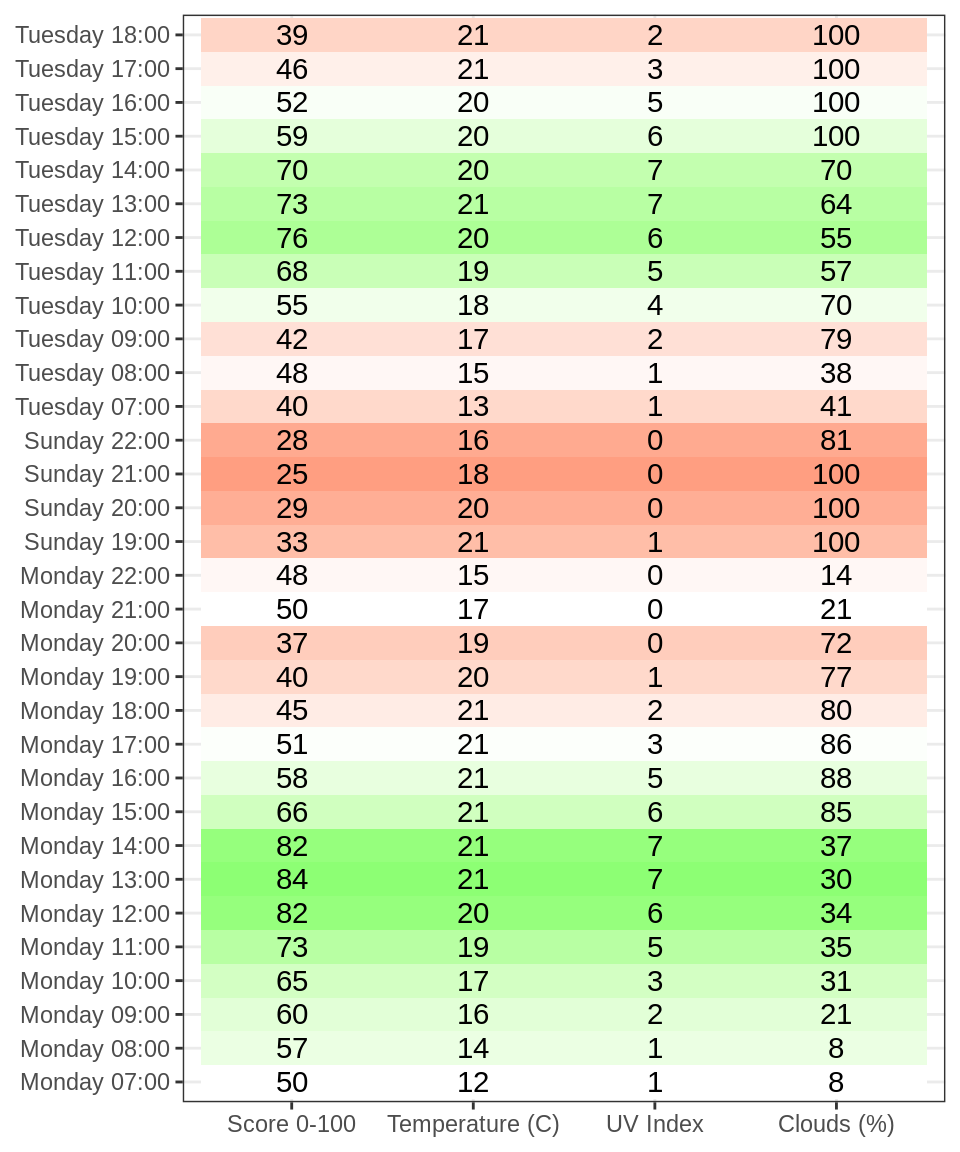 Tuesday 18:00 39 21 2 100
Tuesday 17:00 46 21 3 100
Tuesday 16:00 52 20 5 100
Tuesday 15:00 59 20 6 100
Tuesday 14:00 70 20 7 70
Tuesday 13:00 73 21 7 64
Tuesday 12:00 76 20 6 55
Tuesday 11:00 68 19 5 57
Tuesday 10:00 55 18 4 70
Tuesday 09:00 42 17 2 79
Tuesday 08:00 48 15 1 38
Tuesday 07:00 40 13 1 41
Sunday 22:00 28 16 0 81
Sunday 21:00 25 18 0 100
Sunday 20:00 29 20 0 100
Sunday 19:00 33 21 1 100
Monday 22:00 48 15 0 14
Monday 21:00 50 17 0 21
Monday 20:00 37 19 0 72
Monday 19:00 40 20 1 77
Monday 18:00 45 21 2 80
Monday 17:00 51 21 3 86
Monday 16:00 58 21 5 88
Monday 15:00 66 21 6 85
Monday 14:00 82 21 7 37
Monday 13:00 84 21 7 30
Monday 12:00 82 20 6 34
Monday 11:00 73 19 5 35
Monday 10:00 65 17 3 31
Monday 09:00 60 16 2 21
Monday 08:00 57 14 1 8
Monday 07:00 50 12 1 8
Score 0-100 Temperature (C) UV Index Clouds (%)